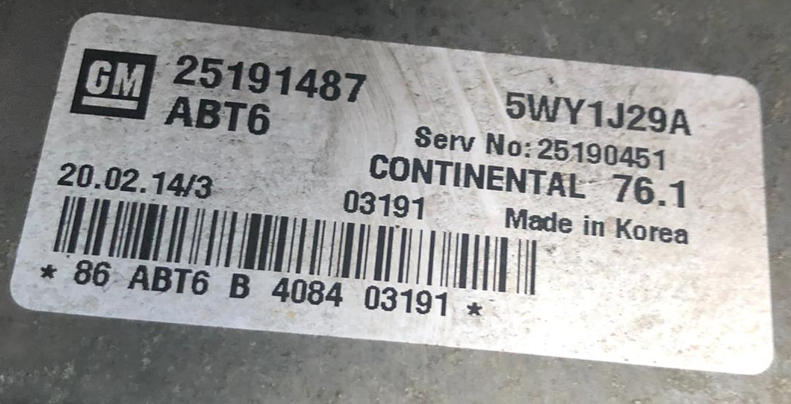 GM 25191487
ABT6
5WY1J29A
Serv No: 25190451
CONTINENTAL 76.1
20.02.14/3
03191
Made in Korea
* 86 ABT6 B 4084 03191 *